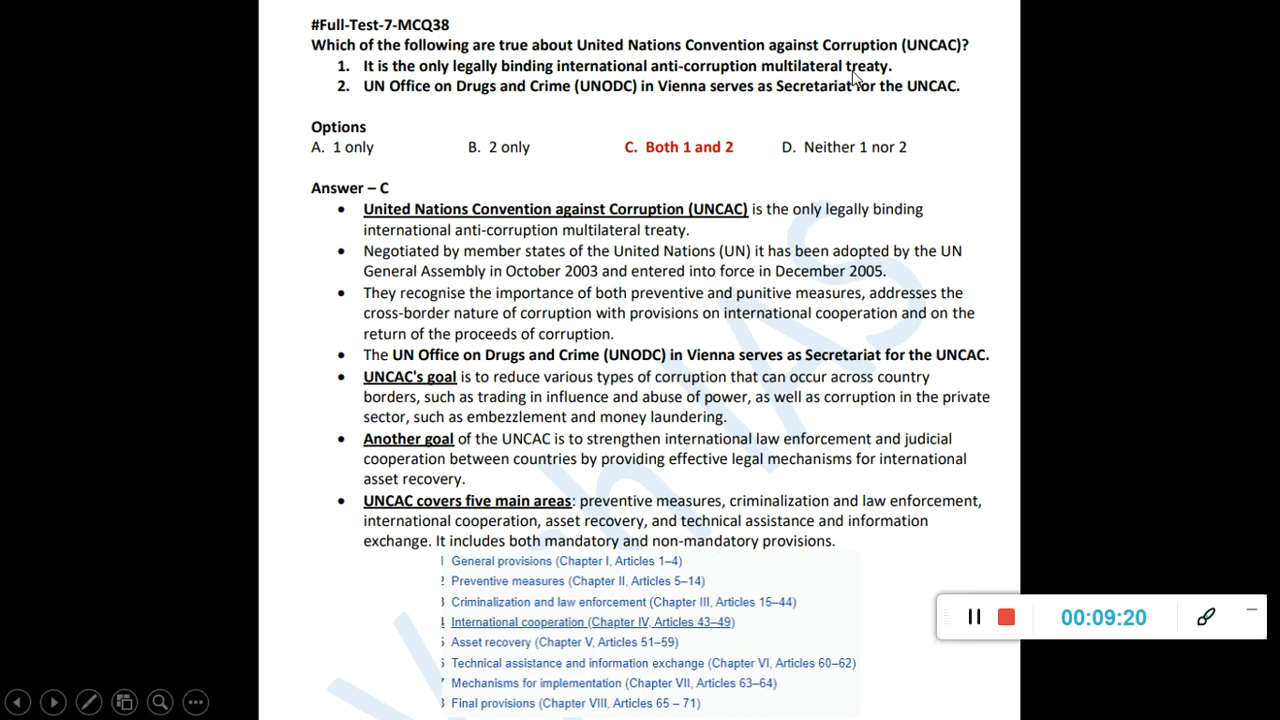 #Full-Test-7-MCQ38
Which of the following are true about United Nations Convention against Corruption (UNCAC)?
1. It is the only legally binding international anti-corruption multilateral treaty.
2. UN Office on Drugs and Crime (UNODC) in Vienna serves as Secretariat for the UNCAC.
Options
A. 1 only B. 2 only C. Both 1 and 2 D. Neither 1 nor 2
Answer – C
• United Nations Convention against Corruption (UNCAC) is the only legally binding
international anti-corruption multilateral treaty.
• Negotiated by member states of the United Nations (UN) it has been adopted by the UN
General Assembly in October 2003 and entered into force in December 2005.
• They recognise the importance of both preventive and punitive measures, addresses the
cross-border nature of corruption with provisions on international cooperation and on the
return of the proceeds of corruption.
• The UN Office on Drugs and Crime (UNODC) in Vienna serves as Secretariat for the UNCAC.
• UNCAC's goal is to reduce various types of corruption that can occur across country
borders, such as trading in influence and abuse of power, as well as corruption in the private
sector, such as embezzlement and money laundering.
• Another goal of the UNCAC is to strengthen international law enforcement and judicial
cooperation between countries by providing effective legal mechanisms for international
asset recovery.
• UNCAC covers five main areas: preventive measures, criminalization and law enforcement,
international cooperation, asset recovery, and technical assistance and information
exchange. It includes both mandatory and non-mandatory provisions.
General provisions (Chapter I, Articles 1–4)
Preventive measures (Chapter II, Articles 5–14)
Criminalization and law enforcement (Chapter III, Articles 15–44)
International cooperation (Chapter IV, Articles 43–49)
Asset recovery (Chapter V, Articles 51–59)
Technical assistance and information exchange (Chapter VI, Articles 60–62)
Mechanisms for implementation (Chapter VII, Articles 63–64)
Final provisions (Chapter VIII, Articles 65 – 71)
00:09:20